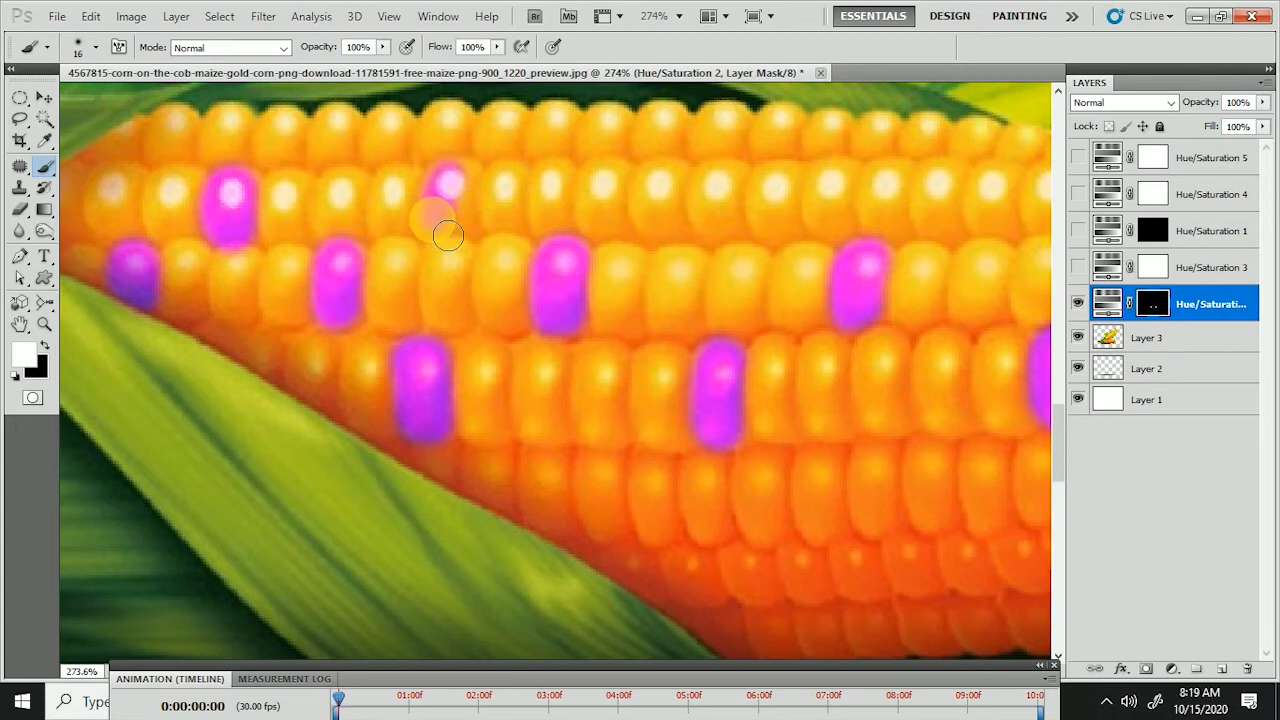 Ps File Edit Image Layer Select Filter Analysis 3D View Window Help Br Mb 274% ESSENTIALS DESIGN PAINTING CS Live
16 Mode: Normal Opacity: 100% Flow: 100%
4567815-corn-on-the-cob-maize-gold-corn-png-download-11781591-free-maize-png-900_1220_preview.jpg @ 274% (Hue/Saturation 2, Layer Mask/8) *
LAYERS
Normal Opacity: 100%
Lock: Fill: 100%
Hue/Saturation 5
Hue/Saturation 4
Hue/Saturation 1
Hue/Saturation 3
Hue/Saturati...
Layer 3
Layer 2
Layer 1
273.6%
ANIMATION (TIMELINE) MEASUREMENT LOG
01:00f 02:00f 03:00f 04:00f 05:00f 06:00f 07:00f 08:00f 09:00f 10:0
0:00:00:00 (30.00 fps)
Type
8:19 AM
10/15/2020